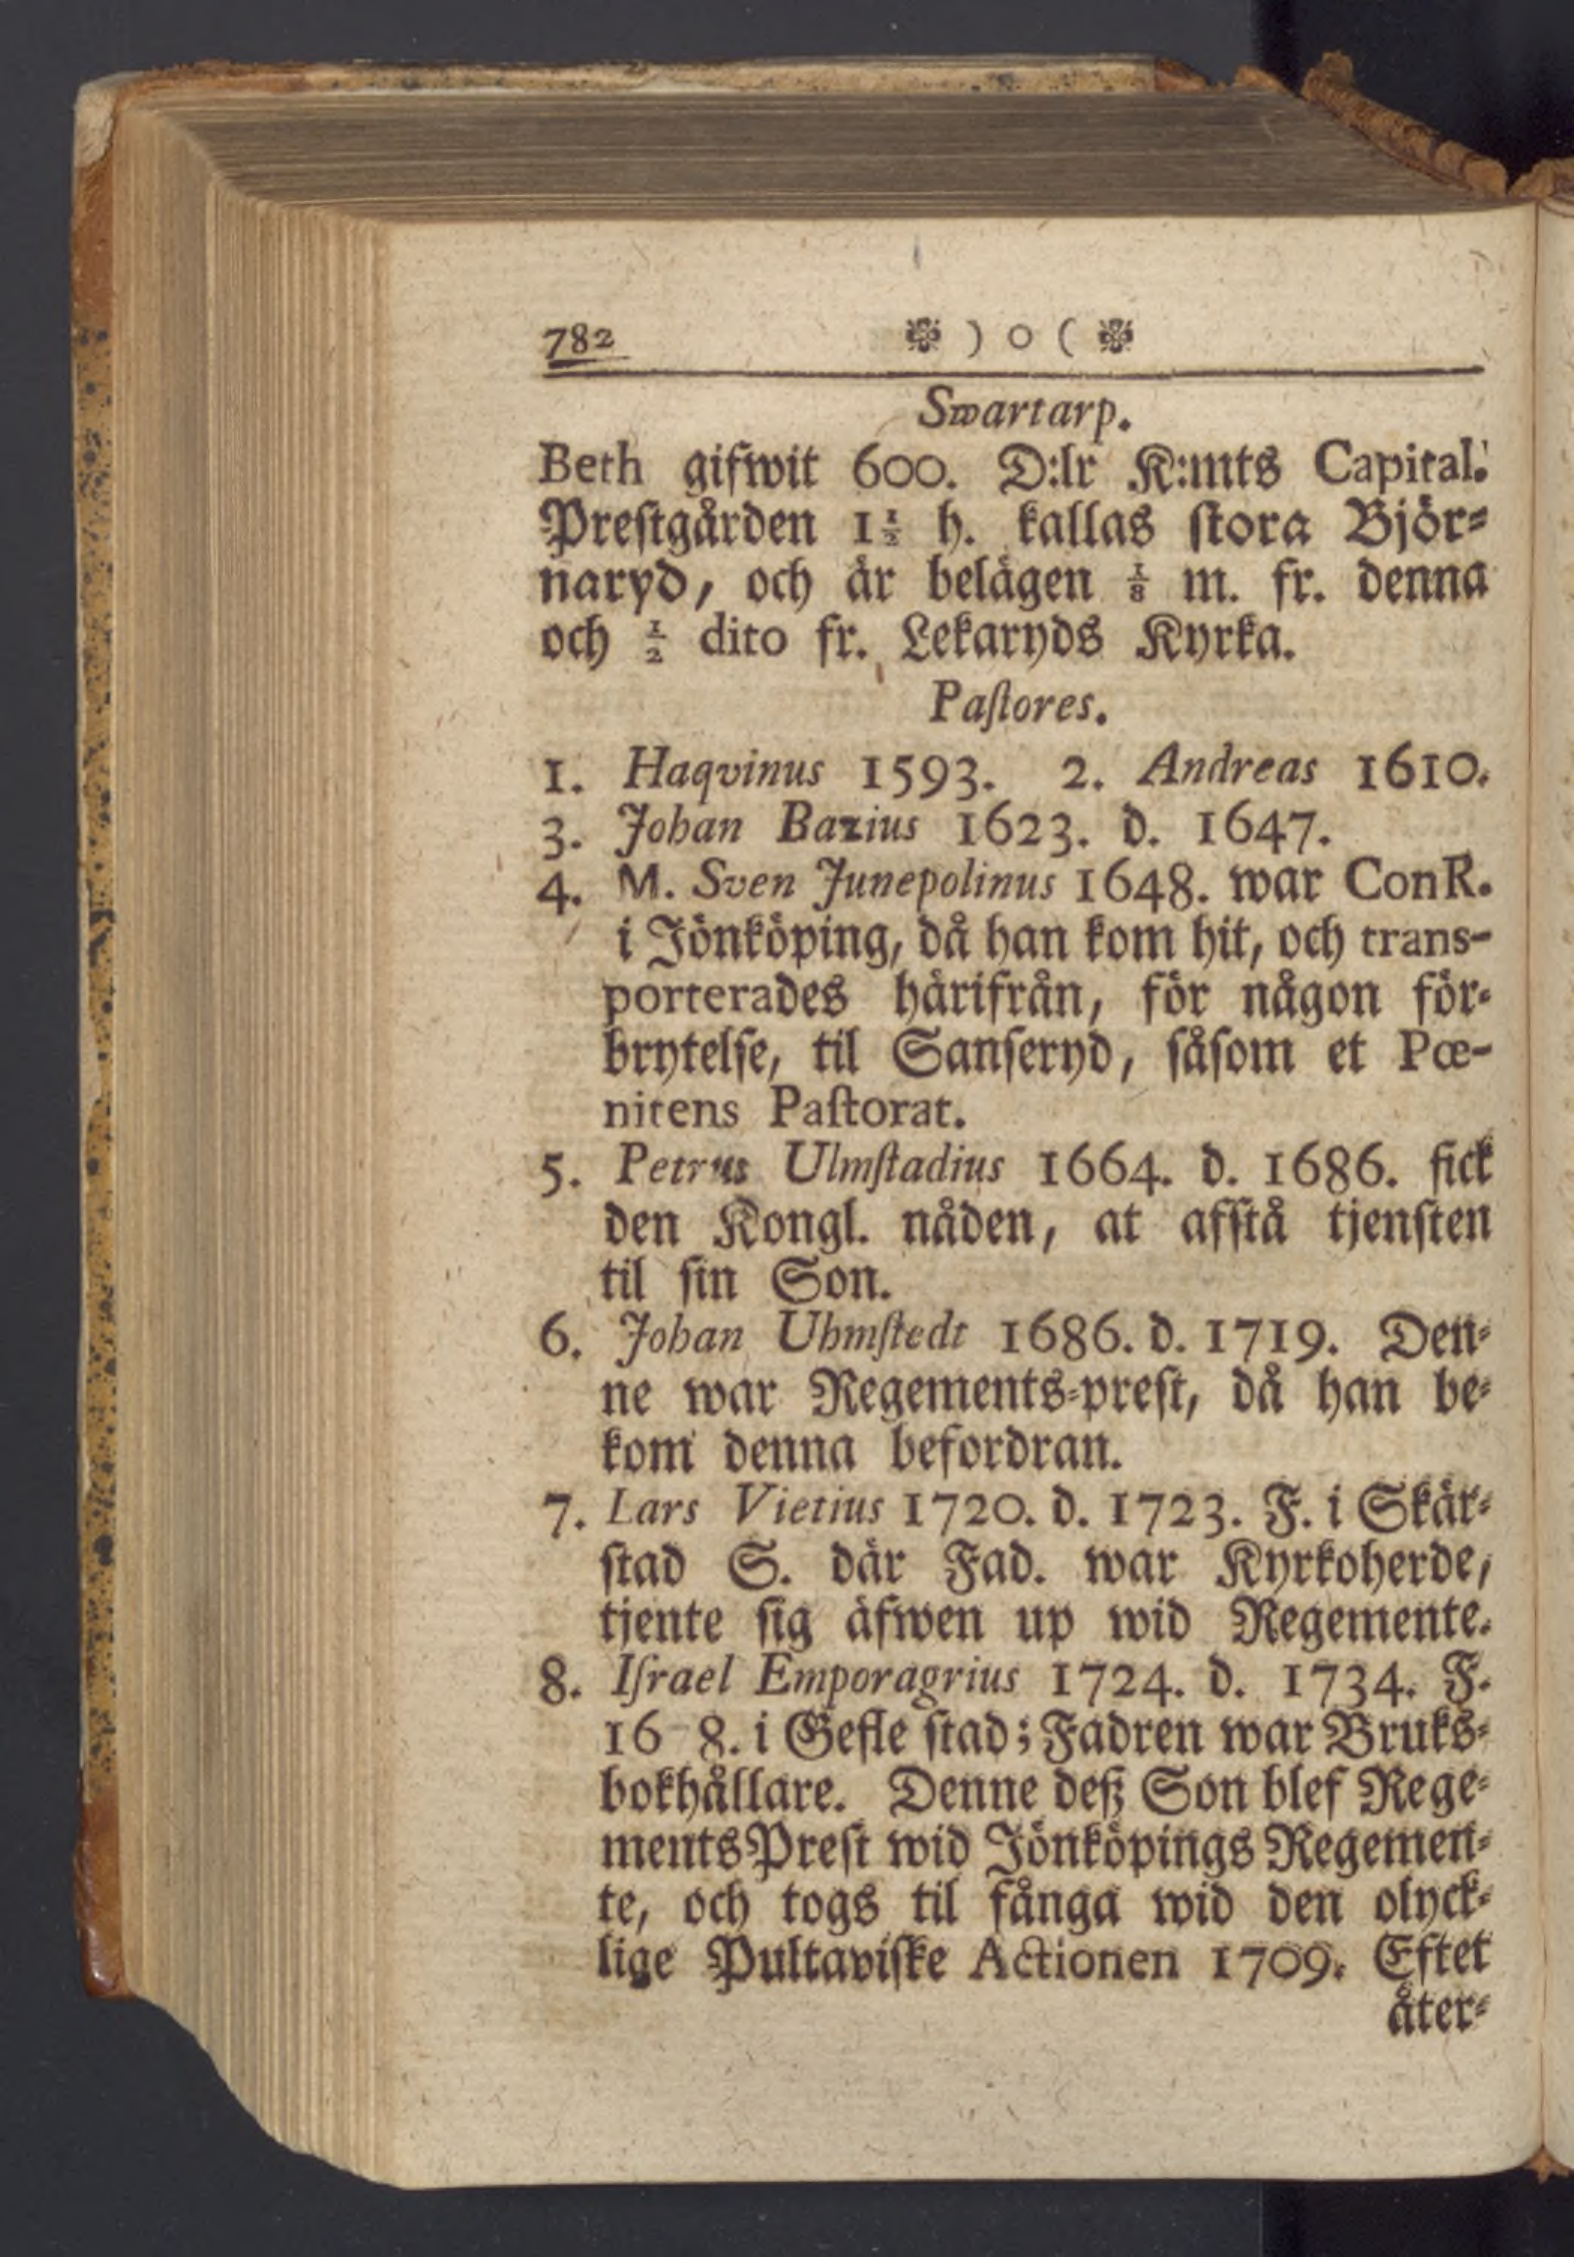 782 ❀ ) o ( ❀
Swartarp.
Beth gifwit 600. D:lr K:mts Capital.
Preſtgården 1½ h. kallas ſtora Björ-
naryd, och är belägen ⅛ m. fr. denna
och ½ dito fr. Lekaryds Kyrka.
Paſtores.
1. Haqvinus 1593. 2. Andreas 1610.
3. Johan Bazius 1623. d. 1647.
4. M. Sven Junepolinus 1648. war ConR.
i Jönköping, då han kom hit, och trans-
porterades härifrån, för någon för-
brytelſe, til Sanſeryd, ſåſom et Pœ-
nitens Paſtorat.
5. Petrus Ulmſtadius 1664. d. 1686. fick
den Kongl. nåden, at afſtå tjenſten
til ſin Son.
6. Johan Uhmſtedt 1686. d. 1719. Den-
ne war Regements-preſt, då han be-
kom denna befordran.
7. Lars Vietius 1720. d. 1723. F. i Skär-
ſtad S. där Fad. war Kyrkoherde,
tjente ſig äfwen up wid Regemente.
8. Iſrael Emporagrius 1724. d. 1734. F.
16 8. i Gefle ſtad; Fadren war Bruks-
bokhållare. Denne deß Son blef Rege-
mentsPreſt wid Jönköpings Regemen-
te, och togs til fånga wid den olyck-
lige Pultaviſke Actionen 1709. Eftet
åter-